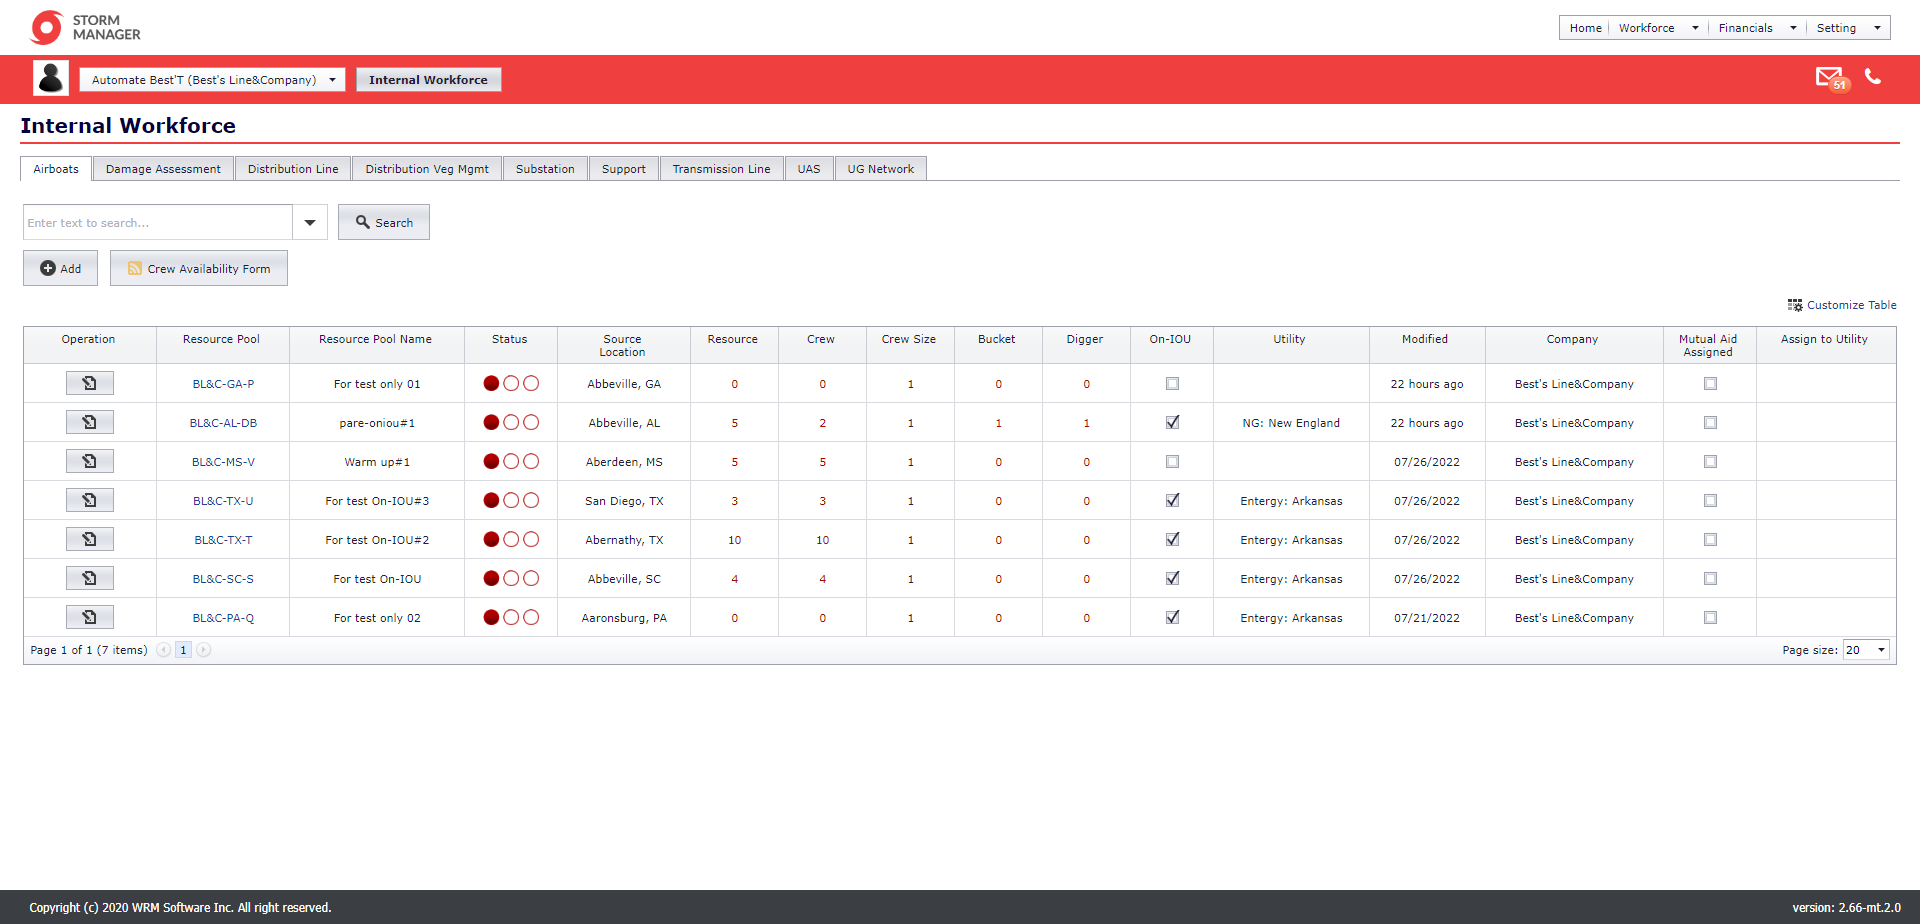 STORM
MANAGER
Home Workforce Financials Setting
Automate Best'T (Best's Line&Company) Internal Workforce 51
Internal Workforce
Airboats Damage Assessment Distribution Line Distribution Veg Mgmt Substation Support Transmission Line UAS UG Network
Enter text to search... Search
Add Crew Availability Form
Customize Table
Operation Resource Pool Resource Pool Name Status Source Location Resource Crew Crew Size Bucket Digger On-IOU Utility Modified Company Mutual Aid Assigned Assign to Utility
BL&C-GA-P For test only 01 Abbeville, GA 0 0 1 0 0 22 hours ago Best's Line&Company
BL&C-AL-DB pare-oniou#1 Abbeville, AL 5 2 1 1 1 NG: New England 22 hours ago Best's Line&Company
BL&C-MS-V Warm up#1 Aberdeen, MS 5 5 1 0 0 07/26/2022 Best's Line&Company
BL&C-TX-U For test On-IOU#3 San Diego, TX 3 3 1 0 0 Entergy: Arkansas 07/26/2022 Best's Line&Company
BL&C-TX-T For test On-IOU#2 Abernathy, TX 10 10 1 0 0 Entergy: Arkansas 07/26/2022 Best's Line&Company
BL&C-SC-S For test On-IOU Abbeville, SC 4 4 1 0 0 Entergy: Arkansas 07/26/2022 Best's Line&Company
BL&C-PA-Q For test only 02 Aaronsburg, PA 0 0 1 0 0 Entergy: Arkansas 07/21/2022 Best's Line&Company
Page 1 of 1 (7 items) 1 Page size: 20
Copyright (c) 2020 WRM Software Inc. All right reserved. version: 2.66-mt.2.0